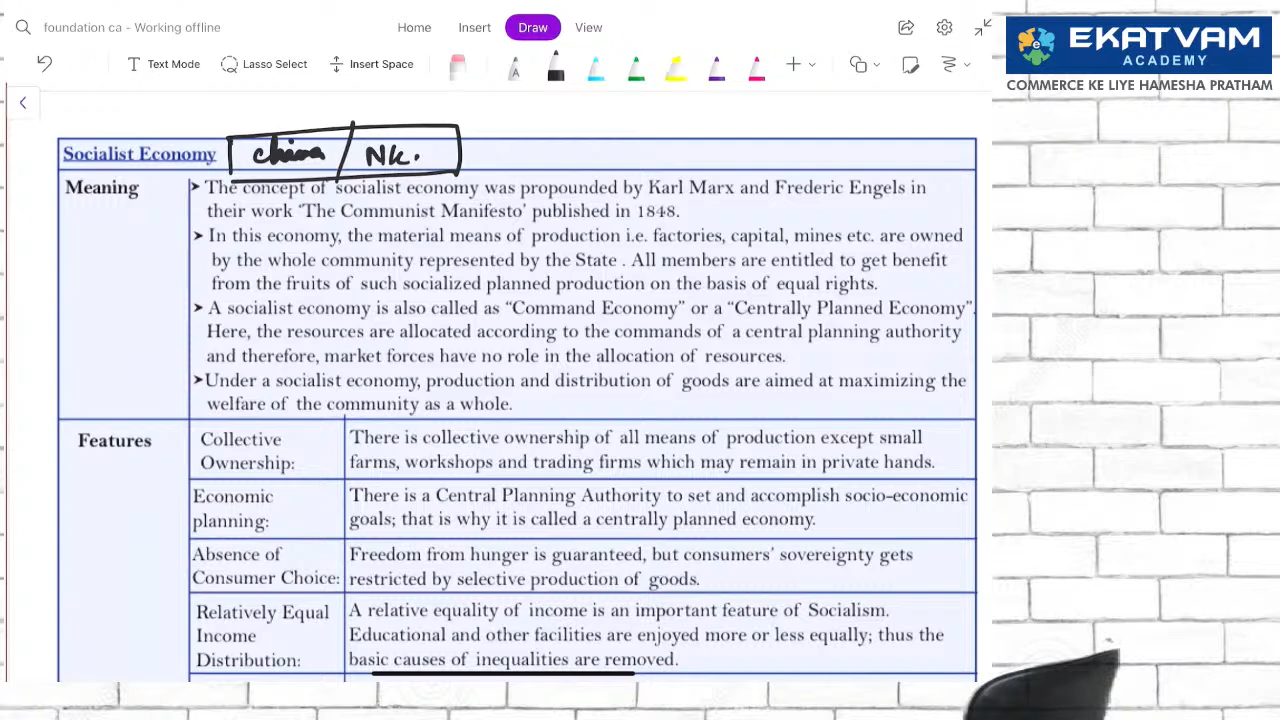 foundation ca - Working offline
Home
Insert
Draw
View
Text Mode
Lasso Select
Insert Space
EKATVAM
ACADEMY
COMMERCE KE LIYE HAMESHA PRATHAM
Socialist Economy
china / NK.
Meaning
➤ The concept of socialist economy was propounded by Karl Marx and Frederic Engels in
their work ‘The Communist Manifesto’ published in 1848.
➤ In this economy, the material means of production i.e. factories, capital, mines etc. are owned
by the whole community represented by the State . All members are entitled to get benefit
from the fruits of such socialized planned production on the basis of equal rights.
➤ A socialist economy is also called as “Command Economy” or a “Centrally Planned Economy”.
Here, the resources are allocated according to the commands of a central planning authority
and therefore, market forces have no role in the allocation of resources.
➤Under a socialist economy, production and distribution of goods are aimed at maximizing the
welfare of the community as a whole.
Features
Collective
Ownership:
There is collective ownership of all means of production except small
farms, workshops and trading firms which may remain in private hands.
Economic
planning:
There is a Central Planning Authority to set and accomplish socio-economic
goals; that is why it is called a centrally planned economy.
Absence of
Consumer Choice:
Freedom from hunger is guaranteed, but consumers’ sovereignty gets
restricted by selective production of goods.
Relatively Equal
Income
Distribution:
A relative equality of income is an important feature of Socialism.
Educational and other facilities are enjoyed more or less equally; thus the
basic causes of inequalities are removed.